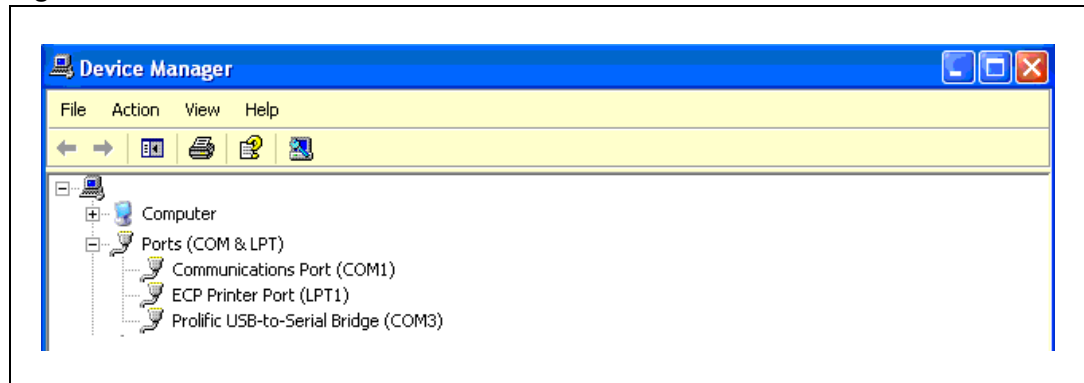 Device Manager
File Action View Help
Computer
Ports (COM & LPT)
Communications Port (COM1)
ECP Printer Port (LPT1)
Prolific USB-to-Serial Bridge (COM3)